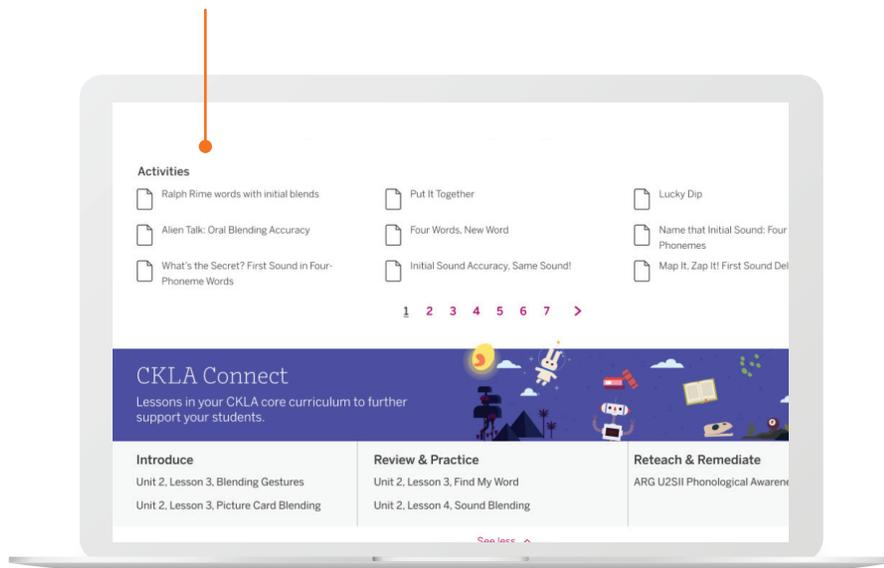 Activities
Ralph Rime words with initial blends
Put It Together
Lucky Dip
Alien Talk: Oral Blending Accuracy
Four Words, New Word
Name that Initial Sound: Four
Phonemes
What's the Secret? First Sound in Four-
Phoneme Words
Initial Sound Accuracy, Same Sound!
Map It, Zap It! First Sound Del
1 2 3 4 5 6 7 >
CKLA Connect
Lessons in your CKLA core curriculum to further
support your students.
Introduce
Unit 2, Lesson 3, Blending Gestures
Unit 2, Lesson 3, Picture Card Blending
Review & Practice
Unit 2, Lesson 3, Find My Word
Unit 2, Lesson 4, Sound Blending
Reteach & Remediate
ARG U2SII Phonological Awarene
See less